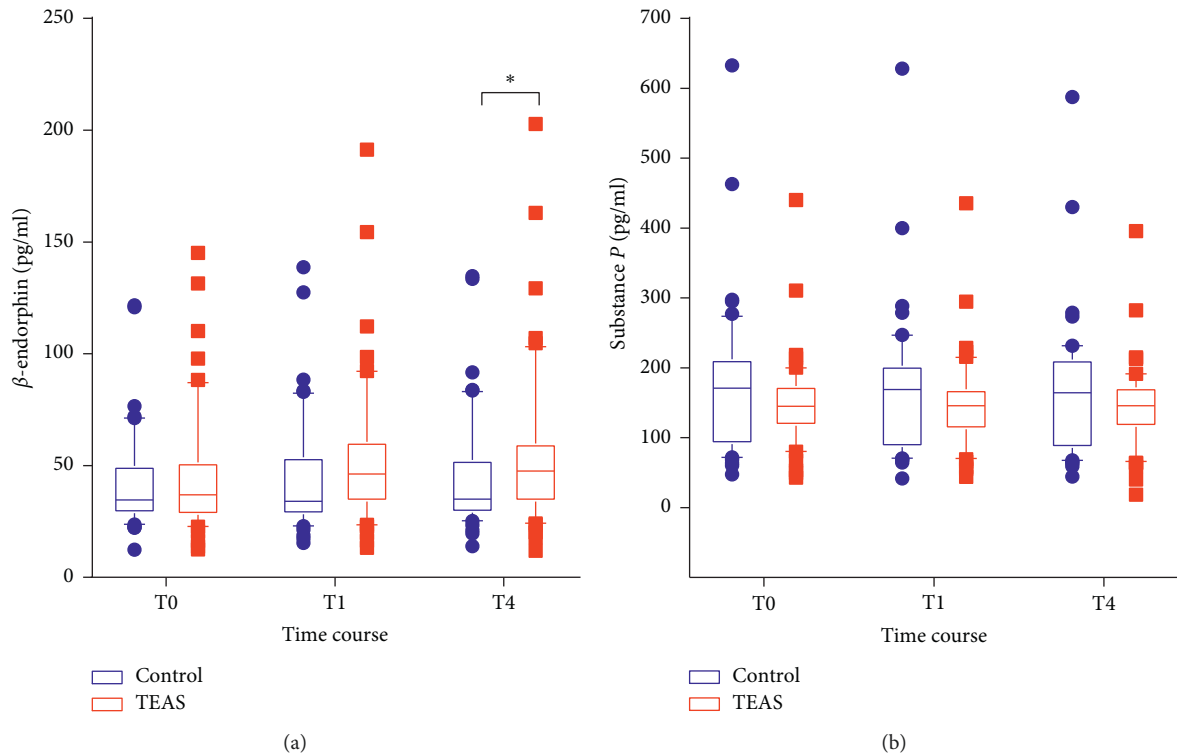 250
200
150
100
50
0
β-endorphin (pg/ml)
*
T0 T1 T4
Time course
Control
TEAS
(a)
700
600
500
400
300
200
100
0
Substance P (pg/ml)
T0 T1 T4
Time course
Control
TEAS
(b)